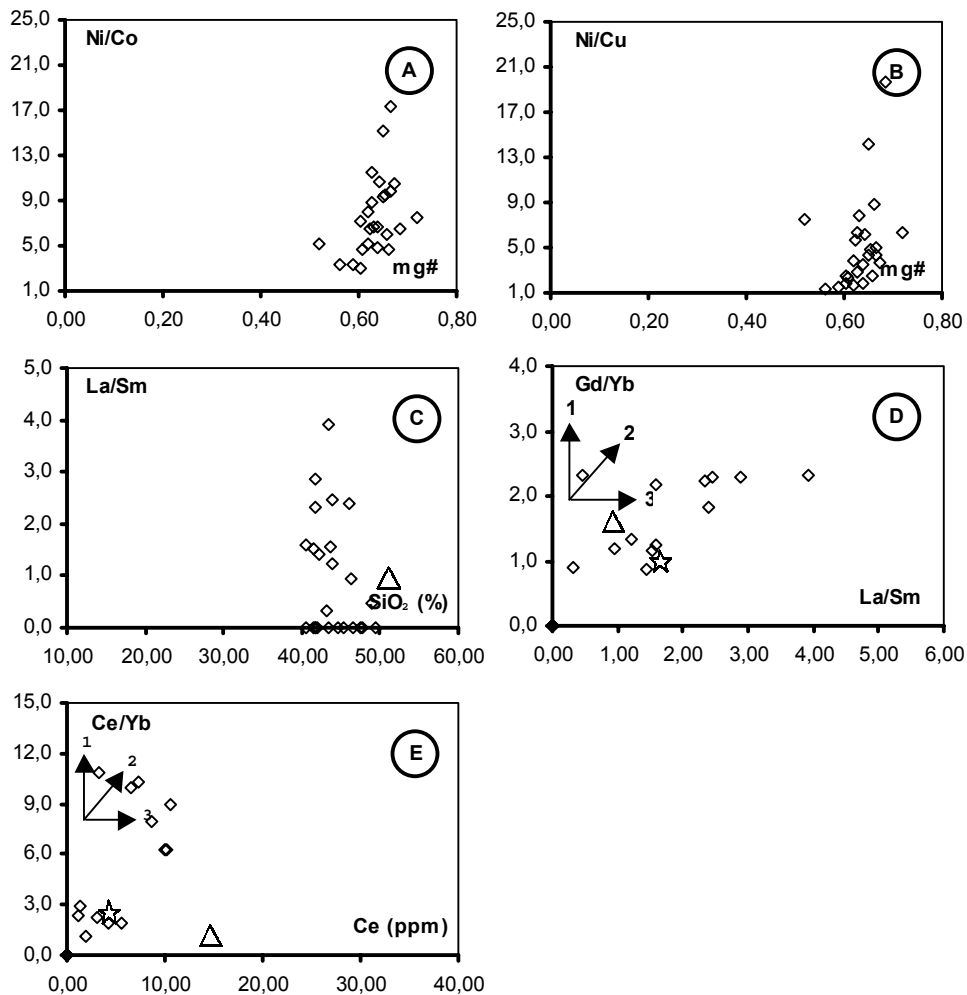 25,0
Ni/Co
21,0
A
17,0
13,0
9,0
5,0
mg#
1,0
0,00 0,20 0,40 0,60 0,80
25,0
Ni/Cu
21,0
B
17,0
13,0
9,0
5,0
mg#
1,0
0,00 0,20 0,40 0,60 0,80
5,0
La/Sm
4,0
C
3,0
2,0
1,0
SiO₂ (%)
0,0
10,00 20,00 30,00 40,00 50,00 60,00
4,0
Gd/Yb
D
1
3,0
2
2,0
3
1,0
La/Sm
0,0
0,00 1,00 2,00 3,00 4,00 5,00 6,00
15,0
Ce/Yb
1
E
2
12,0
9,0
3
6,0
3,0
Ce (ppm)
0,0
0,00 10,00 20,00 30,00 40,00